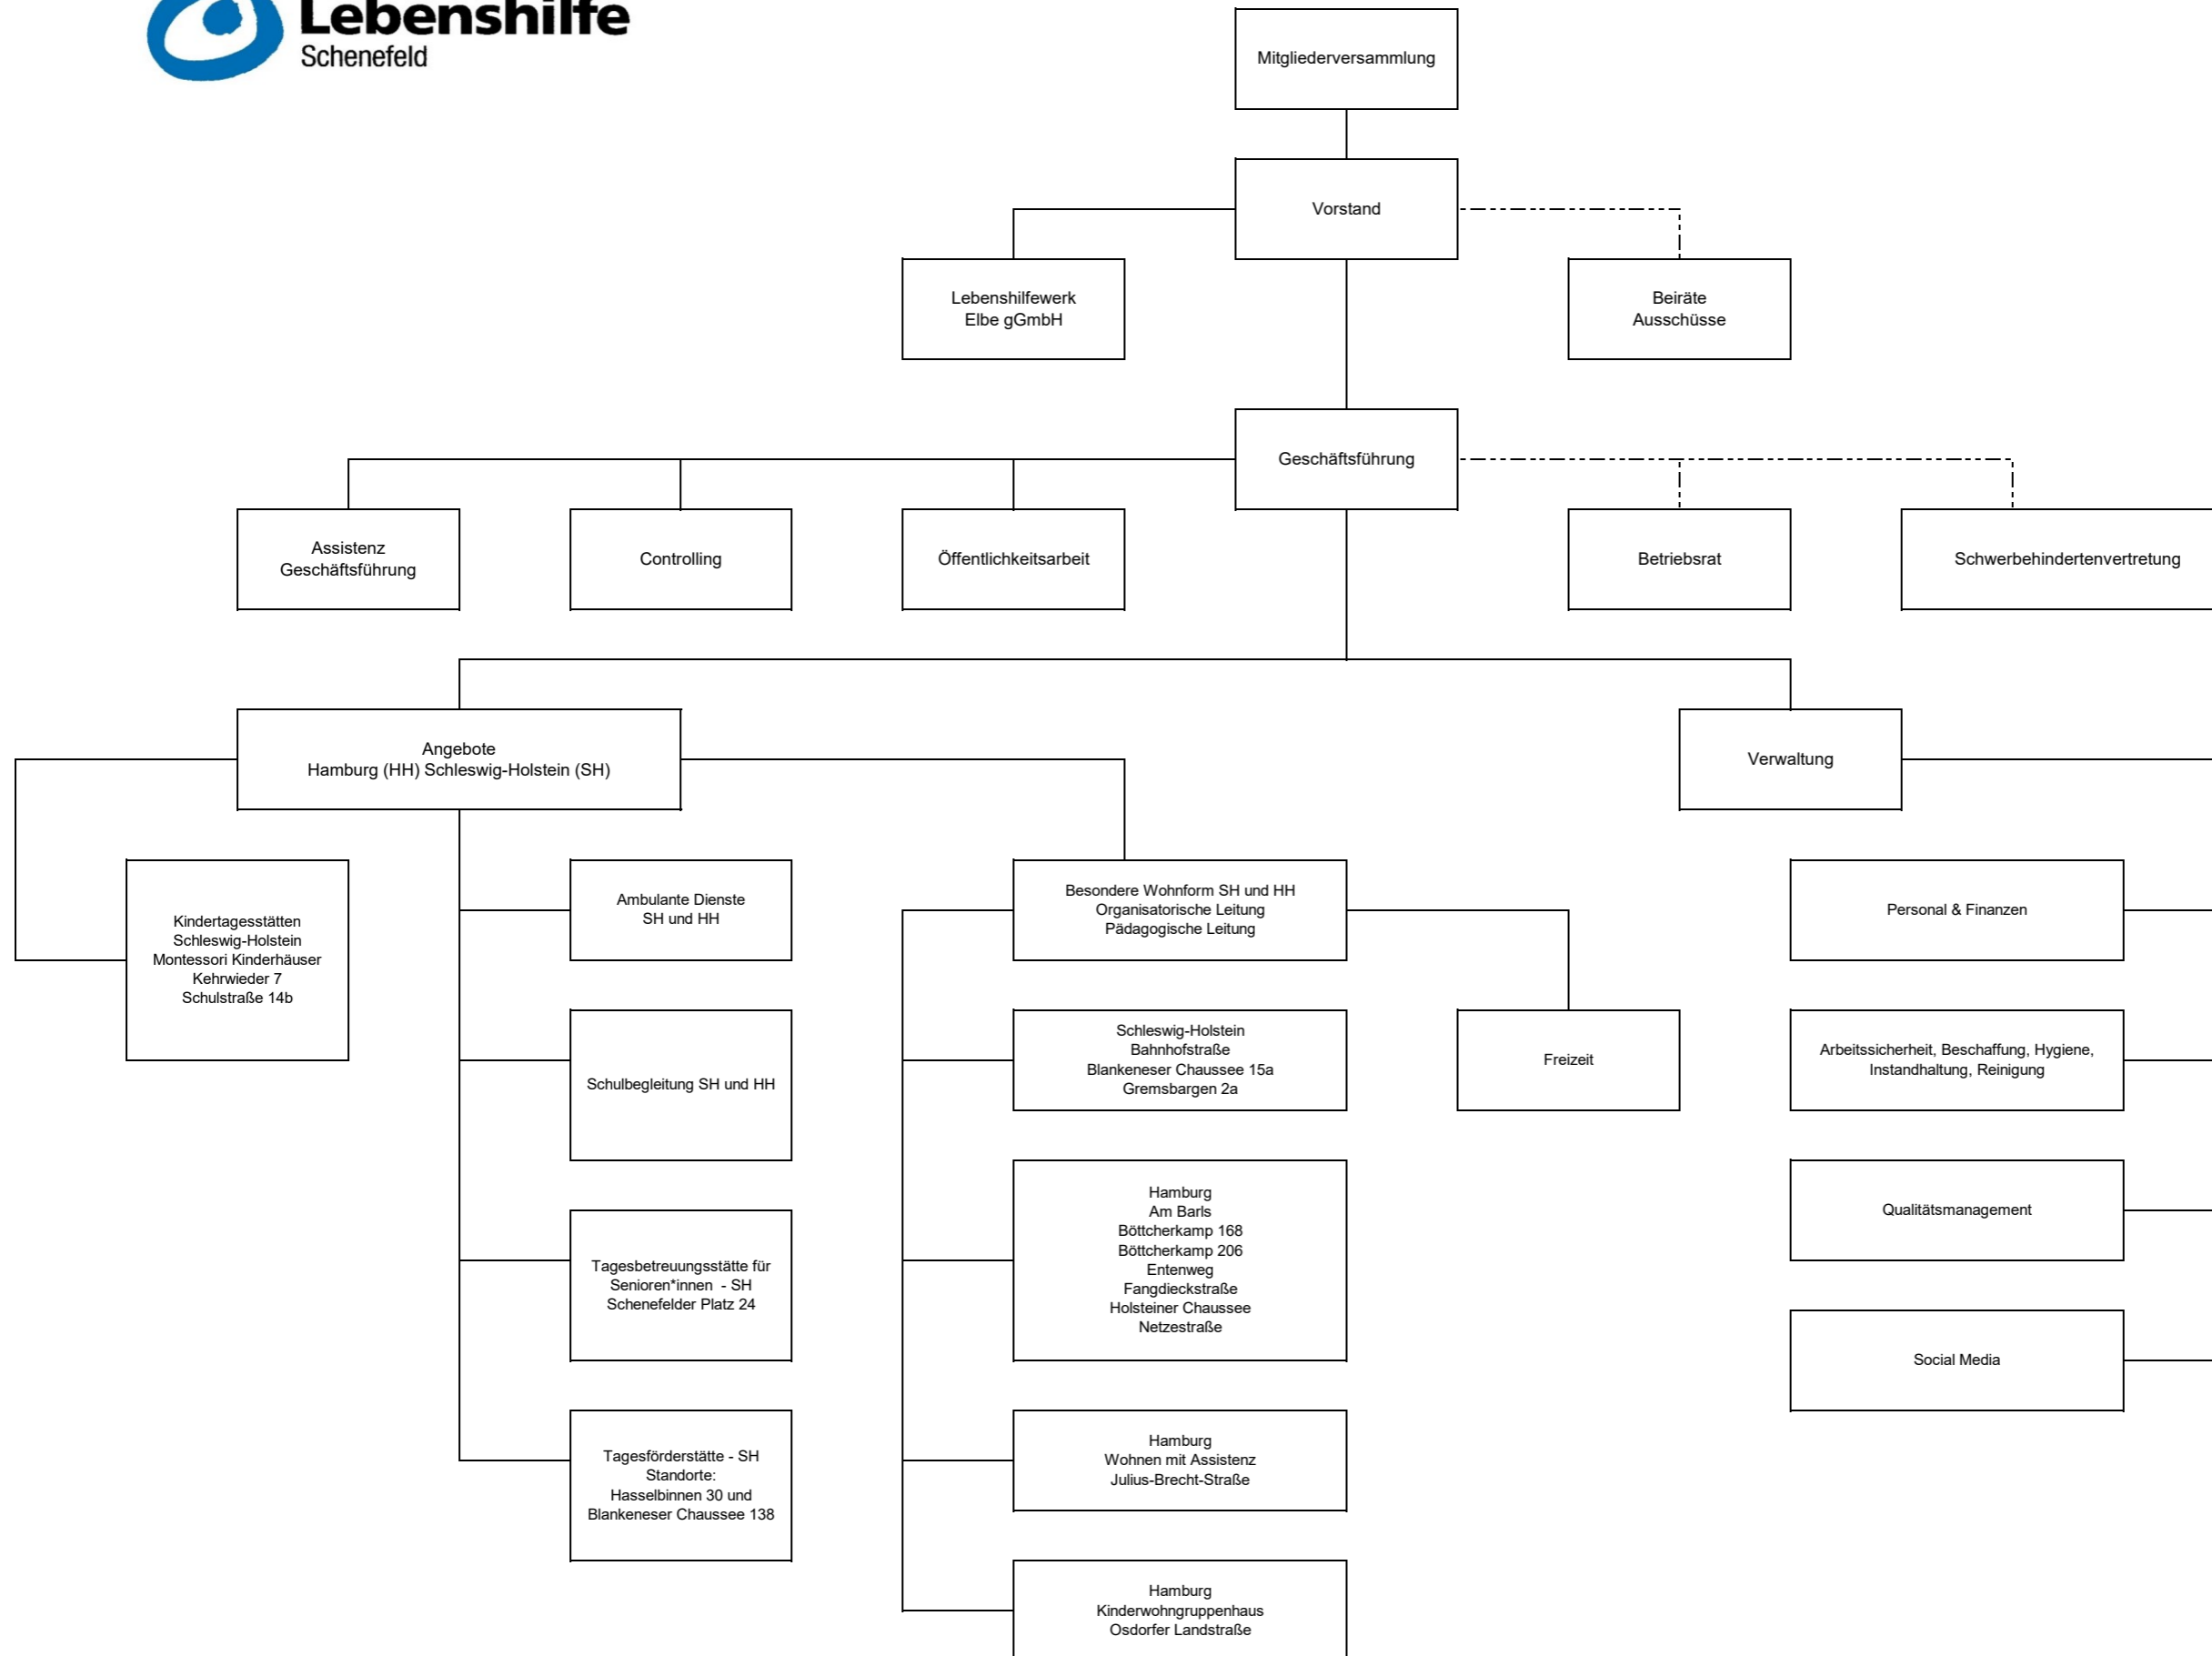 Lebenshilfe
Schenefeld
Mitgliederversammlung
Vorstand
Lebenshilfewerk
Elbe gGmbH
Beiräte
Ausschüsse
Geschäftsführung
Assistenz
Geschäftsführung
Controlling
Öffentlichkeitsarbeit
Betriebsrat
Schwerbehindertenvertretung
Angebote
Hamburg (HH) Schleswig-Holstein (SH)
Verwaltung
Kindertagesstätten
Schleswig-Holstein
Montessori Kinderhäuser
Kehrwieder 7
Schulstraße 14b
Ambulante Dienste
SH und HH
Schulbegleitung SH und HH
Tagesbetreuungsstätte für
Senioren*innen  - SH
Schenefelder Platz 24
Tagesförderstätte - SH
Standorte:
Hasselbinnen 30 und
Blankeneser Chaussee 138
Besondere Wohnform SH und HH
Organisatorische Leitung
Pädagogische Leitung
Schleswig-Holstein
Bahnhofstraße
Blankeneser Chaussee 15a
Gremsbargen 2a
Hamburg
Am Barls
Böttcherkamp 168
Böttcherkamp 206
Entenweg
Fangdieckstraße
Holsteiner Chaussee
Netzestraße
Hamburg
Wohnen mit Assistenz
Julius-Brecht-Straße
Hamburg
Kinderwohngruppenhaus
Osdorfer Landstraße
Freizeit
Personal & Finanzen
Arbeitssicherheit, Beschaffung, Hygiene,
Instandhaltung, Reinigung
Qualitätsmanagement
Social Media